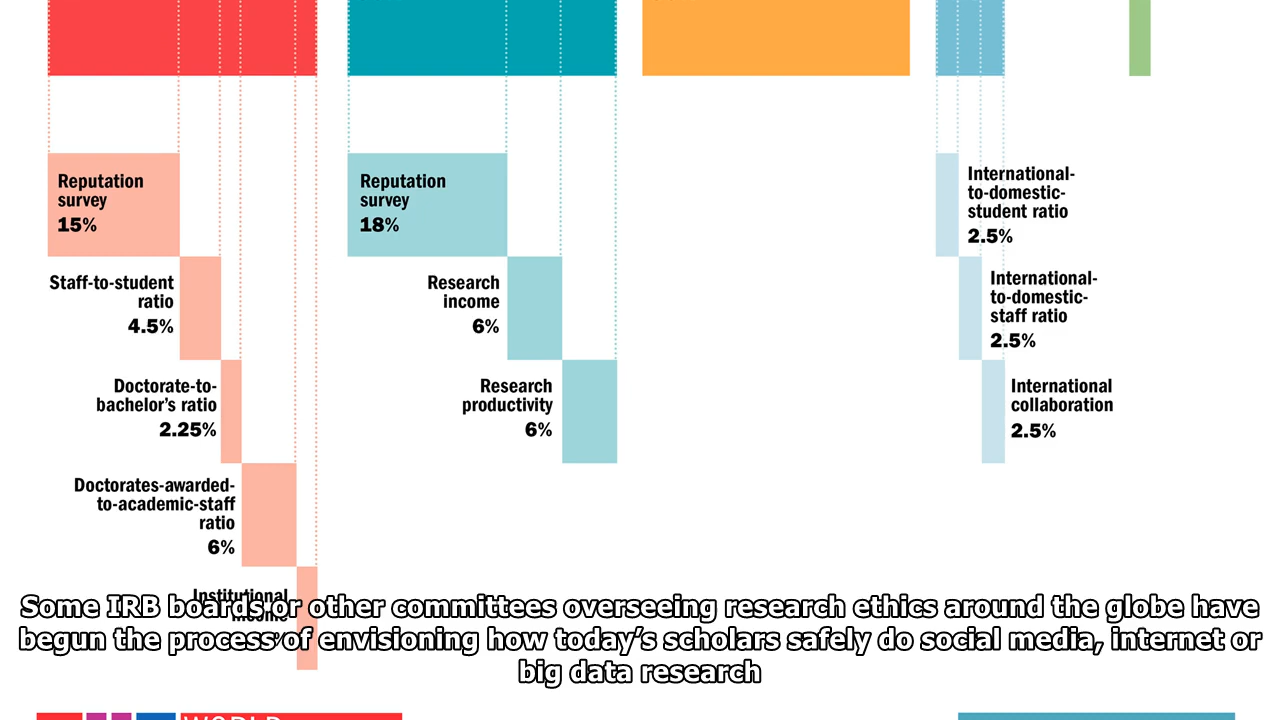 Reputation
survey
15%
Staff-to-student
ratio
4.5%
Doctorate-to-
bachelor's ratio
2.25%
Doctorates-awarded-
to-academic-staff
ratio
6%
Institutional
income
Reputation
survey
18%
Research
income
6%
Research
productivity
6%
International-
to-domestic-
student ratio
2.5%
International-
to-domestic-
staff ratio
2.5%
International
collaboration
2.5%
Some IRB boards or other committees overseeing research ethics around the globe have
begun the process of envisioning how today's scholars safely do social media, internet or
big data research
WORLD